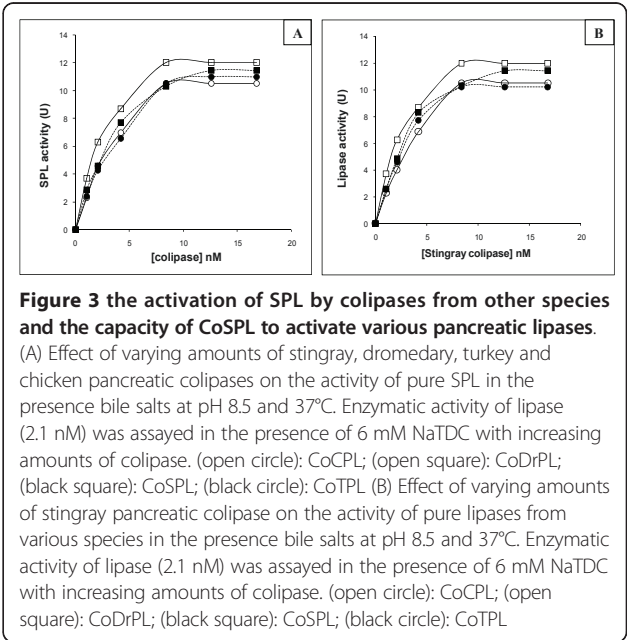 A
14
12
10
8
6
4
2
0
SPL activity (U)
0 5 10 15 20
[colipase] nM
B
14
12
10
8
6
4
2
0
Lipase activity (U)
0 5 10 15 20
[Stingray colipase] nM
Figure 3 the activation of SPL by colipases from other species
and the capacity of CoSPL to activate various pancreatic lipases.
(A) Effect of varying amounts of stingray, dromedary, turkey and
chicken pancreatic colipases on the activity of pure SPL in the
presence bile salts at pH 8.5 and 37°C. Enzymatic activity of lipase
(2.1 nM) was assayed in the presence of 6 mM NaTDC with increasing
amounts of colipase. (open circle): CoCPL; (open square): CoDrPL;
(black square): CoSPL; (black circle): CoTPL (B) Effect of varying amounts
of stingray pancreatic colipase on the activity of pure lipases from
various species in the presence bile salts at pH 8.5 and 37°C. Enzymatic
activity of lipase (2.1 nM) was assayed in the presence of 6 mM NaTDC
with increasing amounts of colipase. (open circle): CoCPL; (open
square): CoDrPL; (black square): CoSPL; (black circle): CoTPL